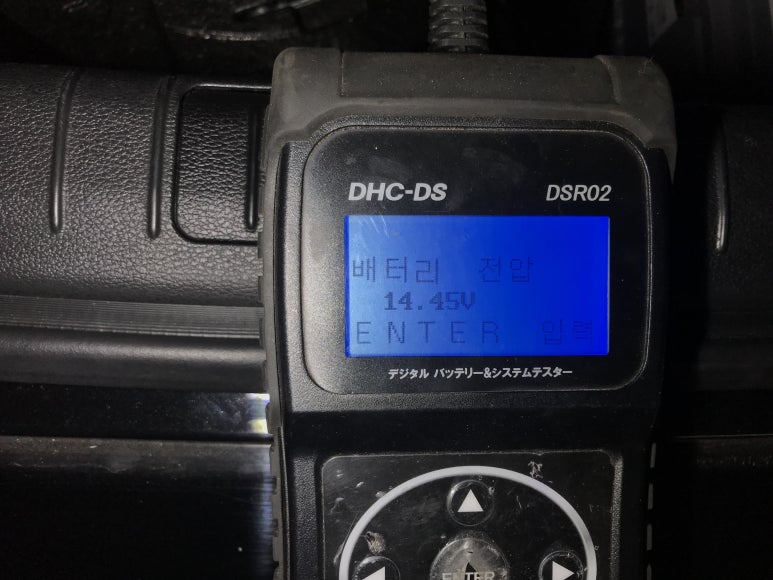 DHC-DS DSR02
배터리 전압
14.45V
ENTER 입력
デジタル バッテリー&システムテスター
ENTER